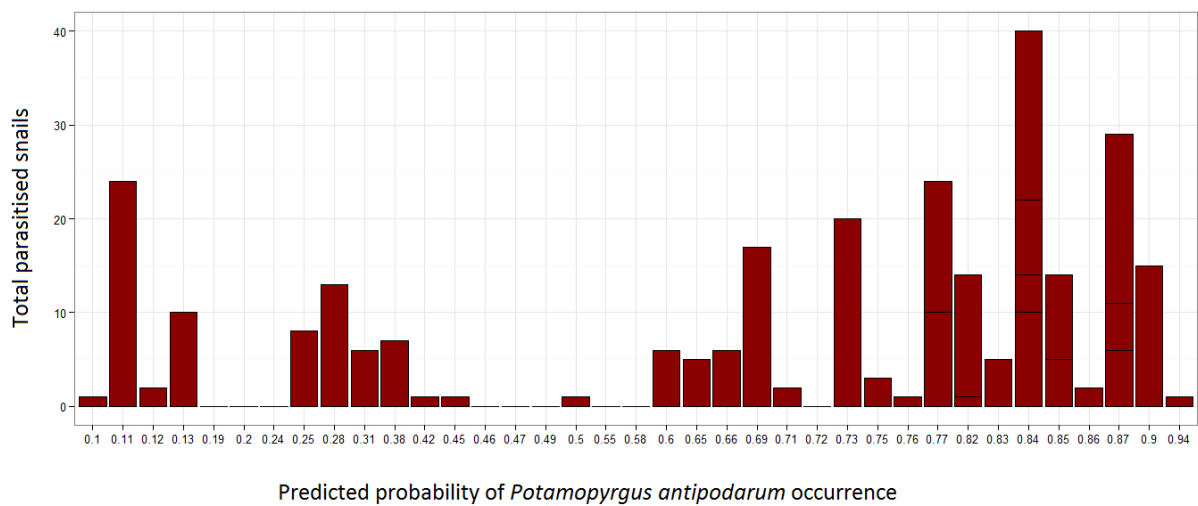 Total parasitised snails
40
30
20
10
0
0.1 0.11 0.12 0.13 0.19 0.2 0.24 0.25 0.28 0.31 0.38 0.42 0.45 0.46 0.47 0.49 0.5 0.55 0.58 0.6 0.65 0.66 0.69 0.71 0.72 0.73 0.75 0.76 0.77 0.82 0.83 0.84 0.85 0.86 0.87 0.9 0.94
Predicted probability of Potamopyrgus antipodarum occurrence